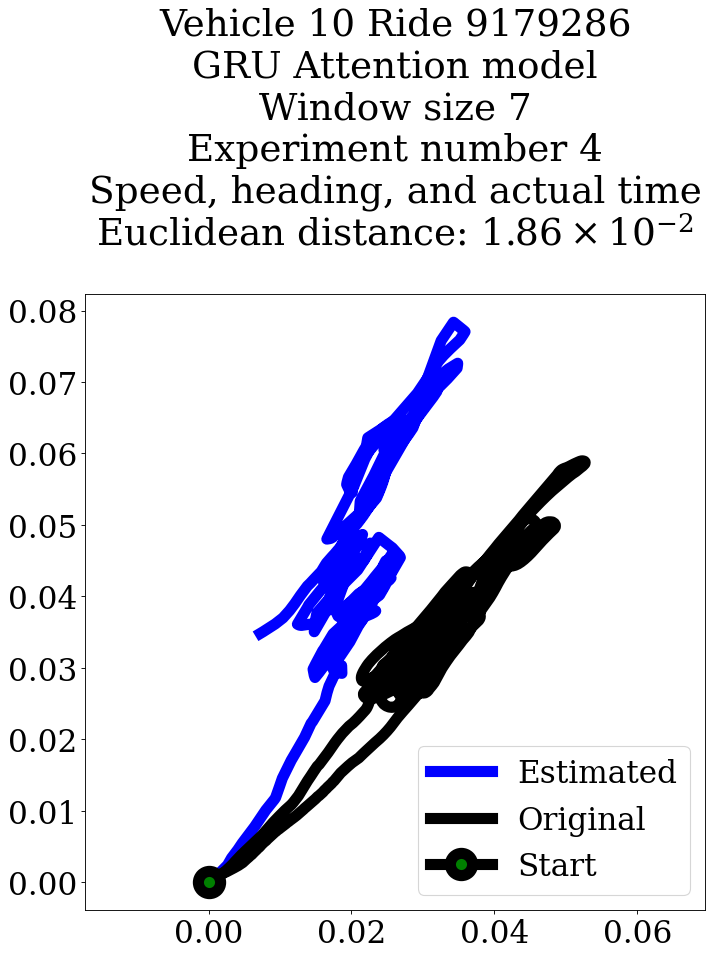 Vehicle 10 Ride 9179286
GRU Attention model
Window size 7
Experiment number 4
Speed, heading, and actual time
Euclidean distance: 1.86 × 10⁻²
0.08
0.07
0.06
0.05
0.04
0.03
0.02
0.01
0.00
Estimated
Original
Start
0.00 0.02 0.04 0.06